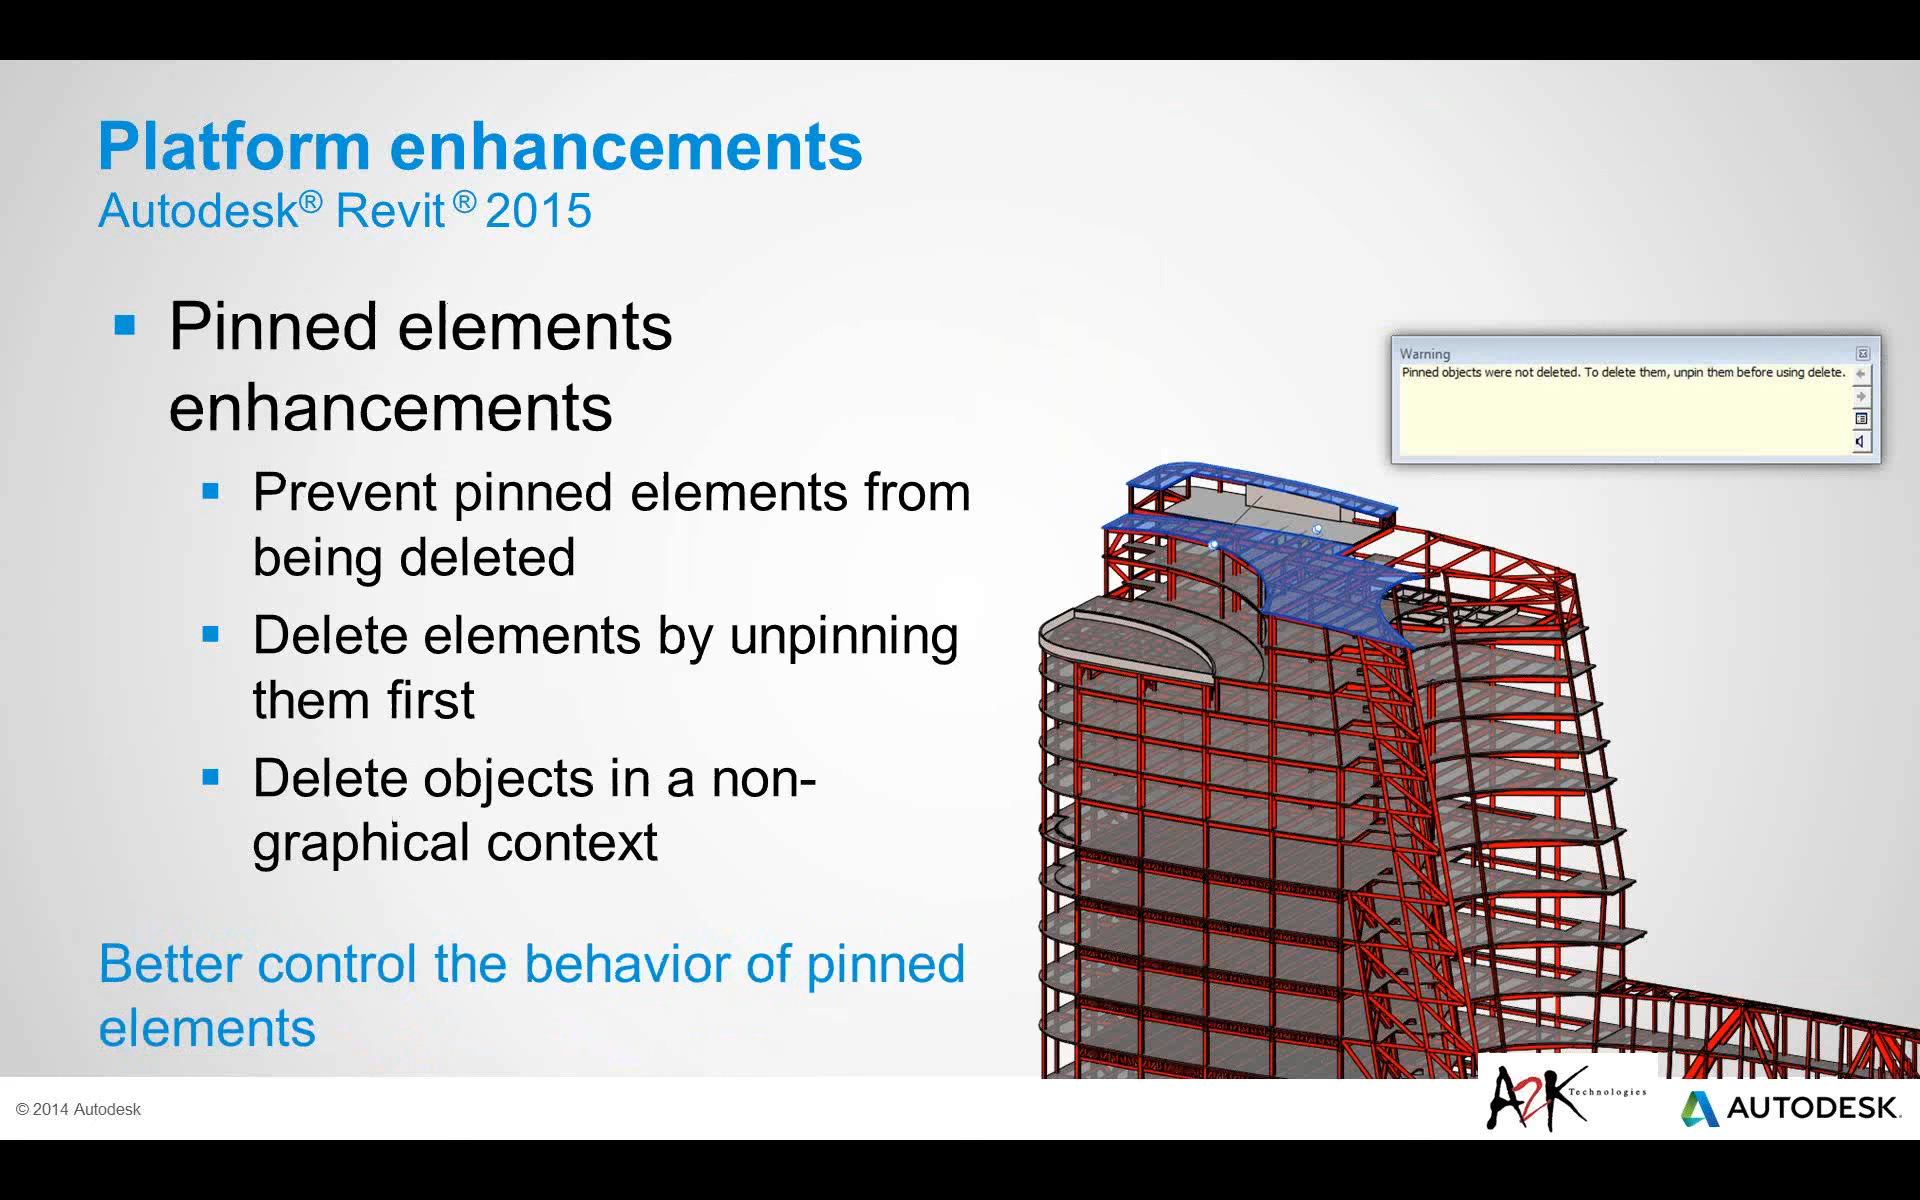 Platform enhancements
Autodesk® Revit® 2015
Pinned elements
enhancements
Prevent pinned elements from
being deleted
Delete elements by unpinning
them first
Delete objects in a non-
graphical context
Better control the behavior of pinned
elements
Warning
Pinned objects were not deleted. To delete them, unpin them before using delete.
© 2014 Autodesk
A2K Technologies
AUTODESK.